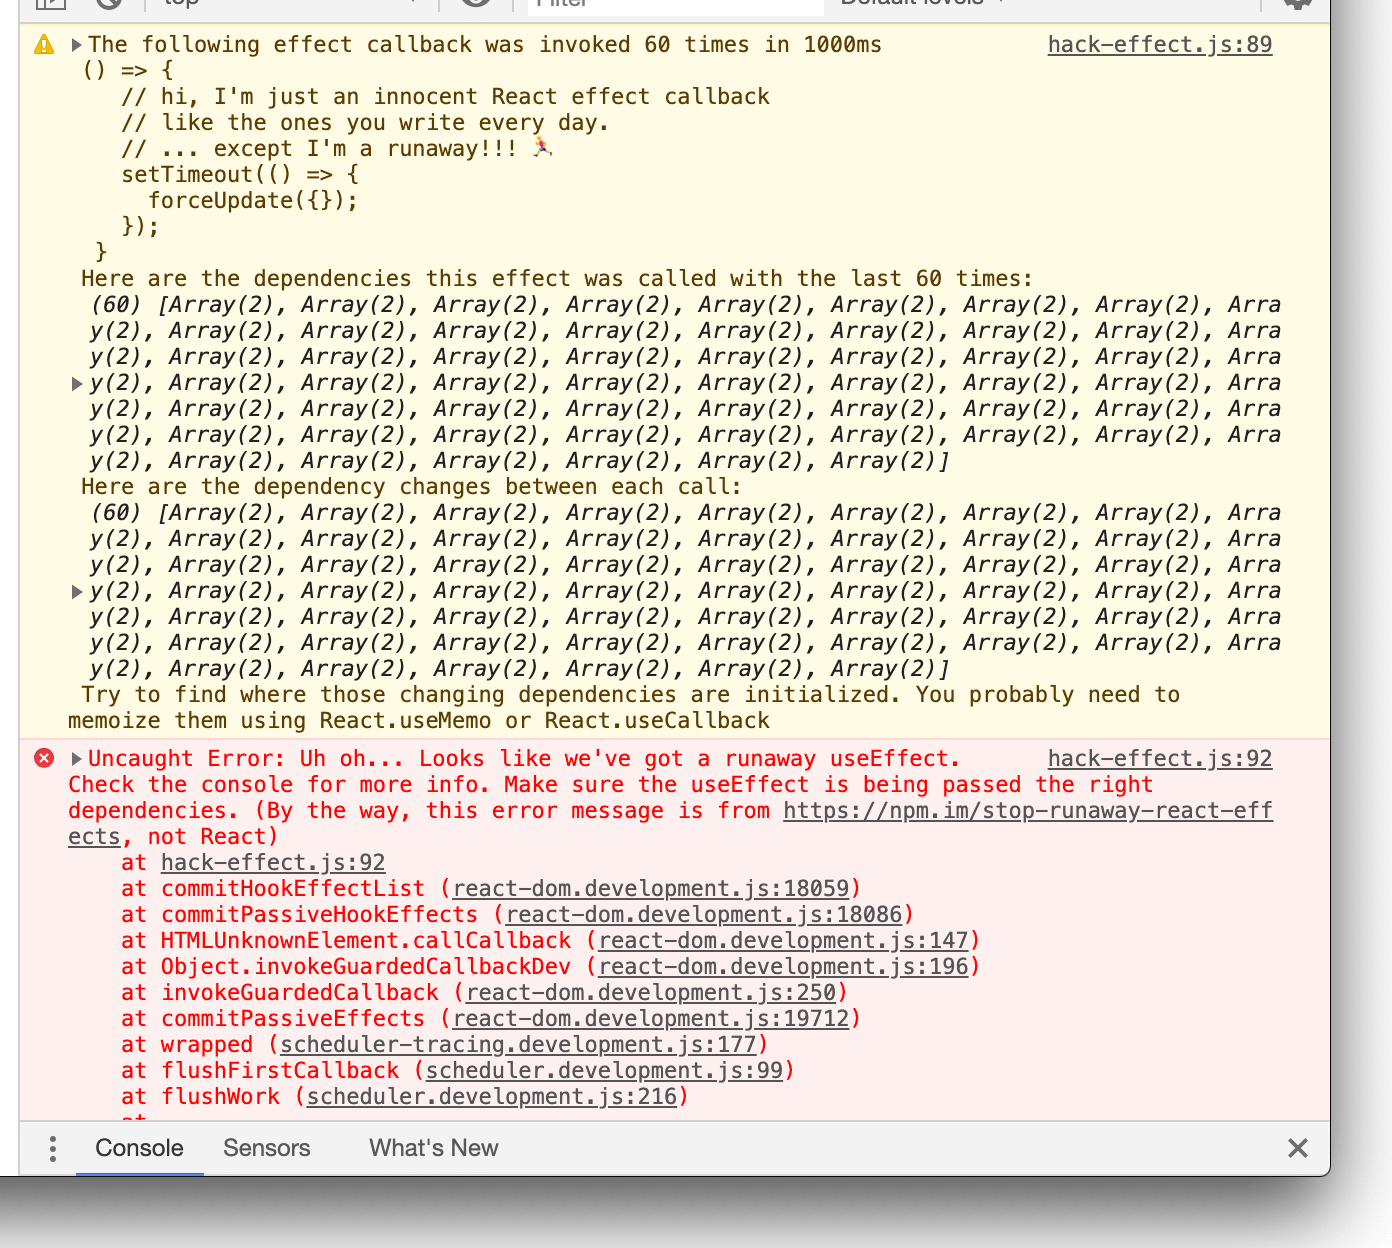 top
Filter
Default levels
The following effect callback was invoked 60 times in 1000ms hack-effect.js:89
() => {
// hi, I'm just an innocent React effect callback
// like the ones you write every day.
// ... except I'm a runaway!!! 🏃‍♀️
setTimeout(() => {
forceUpdate({});
});
}
Here are the dependencies this effect was called with the last 60 times:
(60) [Array(2), Array(2), Array(2), Array(2), Array(2), Array(2), Array(2), Array(2), Arra
y(2), Array(2), Array(2), Array(2), Array(2), Array(2), Array(2), Array(2), Array(2), Arra
y(2), Array(2), Array(2), Array(2), Array(2), Array(2), Array(2), Array(2), Array(2), Arra
y(2), Array(2), Array(2), Array(2), Array(2), Array(2), Array(2), Array(2), Array(2), Arra
y(2), Array(2), Array(2), Array(2), Array(2), Array(2), Array(2), Array(2), Array(2), Arra
y(2), Array(2), Array(2), Array(2), Array(2), Array(2), Array(2), Array(2), Array(2), Arra
y(2), Array(2), Array(2), Array(2), Array(2), Array(2), Array(2)]
Here are the dependency changes between each call:
(60) [Array(2), Array(2), Array(2), Array(2), Array(2), Array(2), Array(2), Array(2), Arra
y(2), Array(2), Array(2), Array(2), Array(2), Array(2), Array(2), Array(2), Array(2), Arra
y(2), Array(2), Array(2), Array(2), Array(2), Array(2), Array(2), Array(2), Array(2), Arra
y(2), Array(2), Array(2), Array(2), Array(2), Array(2), Array(2), Array(2), Array(2), Arra
y(2), Array(2), Array(2), Array(2), Array(2), Array(2), Array(2), Array(2), Array(2), Arra
y(2), Array(2), Array(2), Array(2), Array(2), Array(2), Array(2), Array(2), Array(2), Arra
y(2), Array(2), Array(2), Array(2), Array(2), Array(2), Array(2)]
Try to find where those changing dependencies are initialized. You probably need to
memoize them using React.useMemo or React.useCallback
Uncaught Error: Uh oh... Looks like we've got a runaway useEffect. hack-effect.js:92
Check the console for more info. Make sure the useEffect is being passed the right
dependencies. (By the way, this error message is from https://npm.im/stop-runaway-react-eff
ects, not React)
at hack-effect.js:92
at commitHookEffectList (react-dom.development.js:18059)
at commitPassiveHookEffects (react-dom.development.js:18086)
at HTMLUnknownElement.callCallback (react-dom.development.js:147)
at Object.invokeGuardedCallbackDev (react-dom.development.js:196)
at invokeGuardedCallback (react-dom.development.js:250)
at commitPassiveEffects (react-dom.development.js:19712)
at wrapped (scheduler-tracing.development.js:177)
at flushFirstCallback (scheduler.development.js:99)
at flushWork (scheduler.development.js:216)
at
Console Sensors What's New